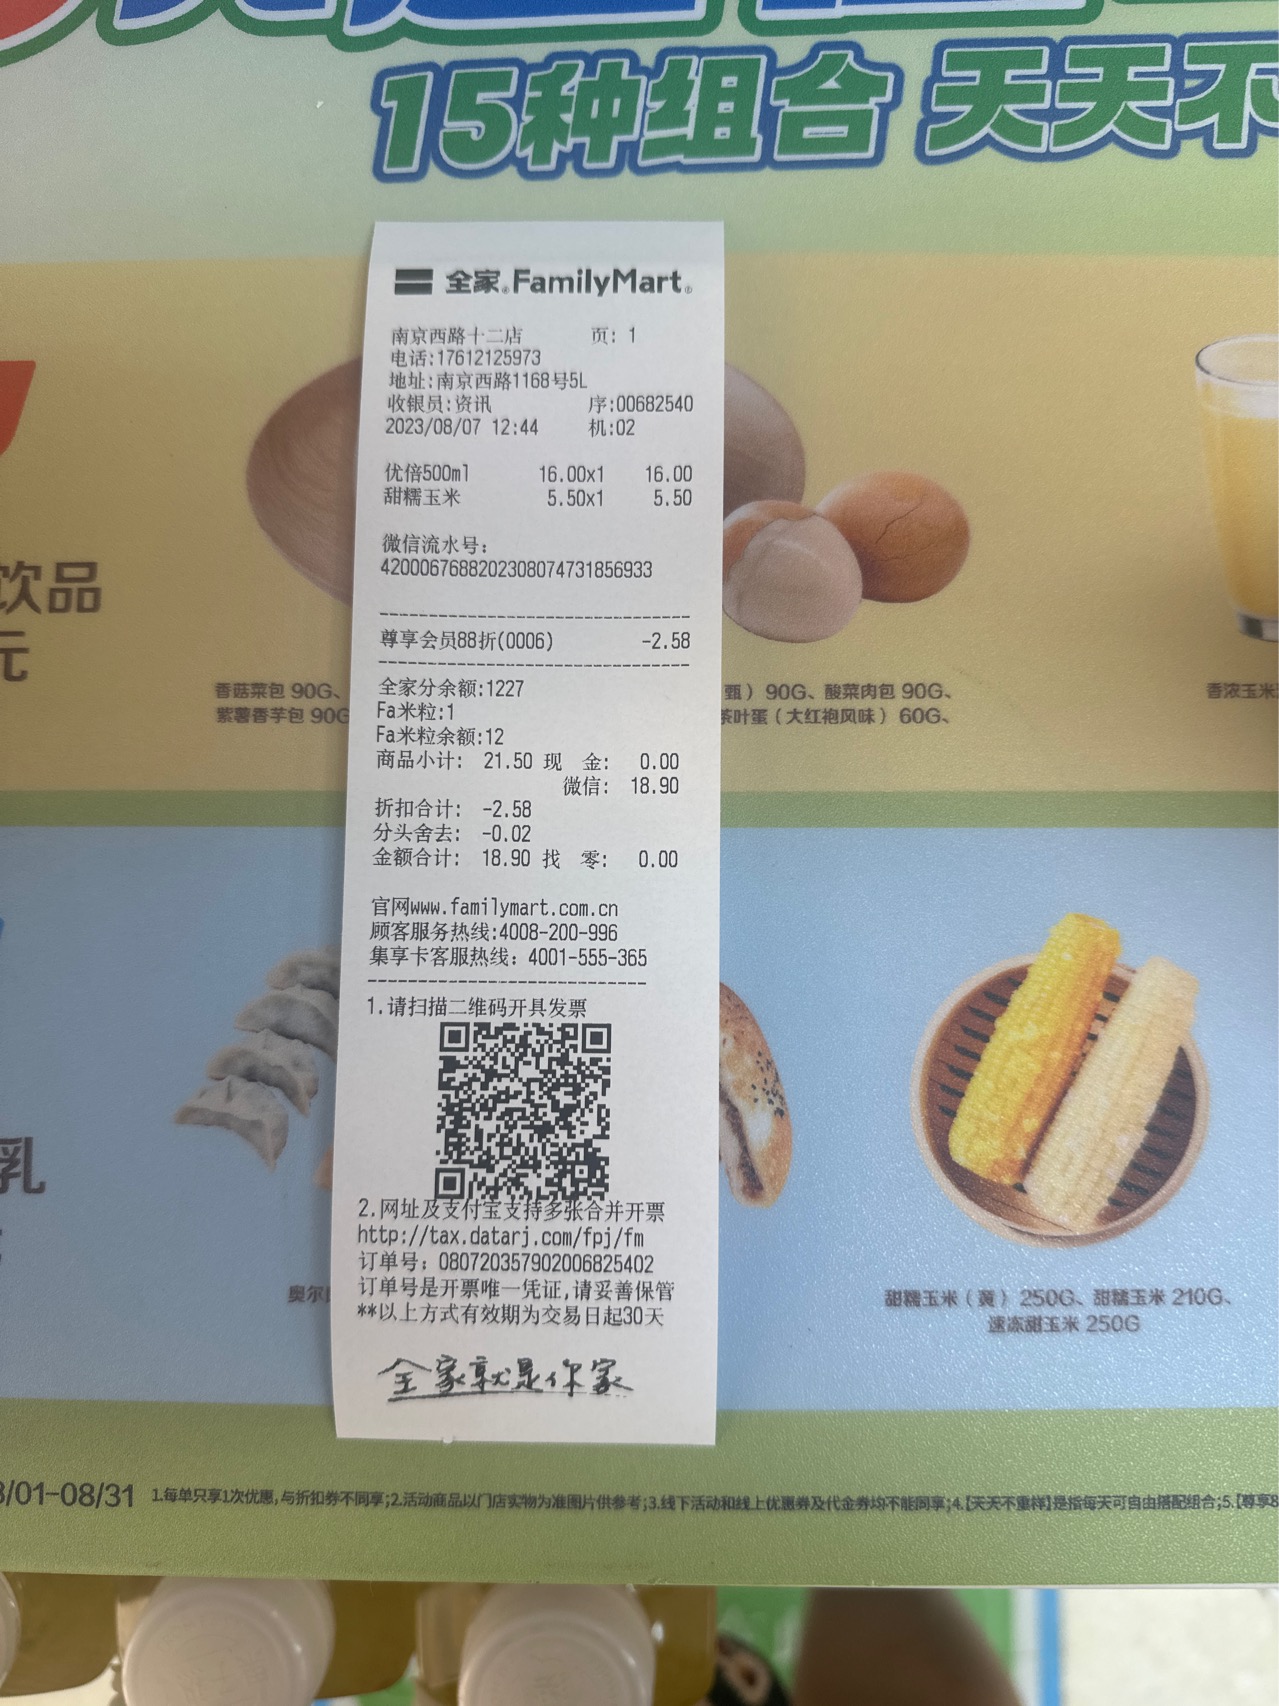 15种组合 天天不
全家 FamilyMart
南京西路十二店 页: 1
电话:17612125973
地址:南京西路1168号5L
收银员:资讯 序:00682540
2023/08/07 12:44 机:02
优倍500ml 16.00x1 16.00
甜糯玉米 5.50x1 5.50
微信流水号:
4200067688202308074731856933
尊享会员88折(0006) -2.58
全家分余额:1227
Fa米粒:1
Fa米粒余额:12
商品小计: 21.50 现 金: 0.00
微信: 18.90
折扣合计: -2.58
分头舍去: -0.02
金额合计: 18.90 找 零: 0.00
官网www.familymart.com.cn
顾客服务热线:4008-200-996
集享卡客服热线: 4001-555-365
1.请扫描二维码开具发票
2.网址及支付宝支持多张合并开票
http://tax.datarj.com/fpj/fm
订单号: 080720357902006825402
订单号是开票唯一凭证,请妥善保管
**以上方式有效期为交易日起30天
全家就是你家
饮品
元
香菇菜包 90G、
紫薯香芋包 90G
甄）90G、酸菜肉包 90G、
茶叶蛋（大红袍风味）60G、
香浓玉米
乳
奥尔
甜糯玉米（黄）250G、甜糯玉米 210G、
速冻甜玉米 250G
/01-08/31 1.每单只享1次优惠,与折扣券不同享;2.活动商品以门店实物为准图片供参考;3.线下活动和线上优惠券及代金券均不能同享;4.【天天不重样】是指每天可自由搭配组合;5.【尊享8